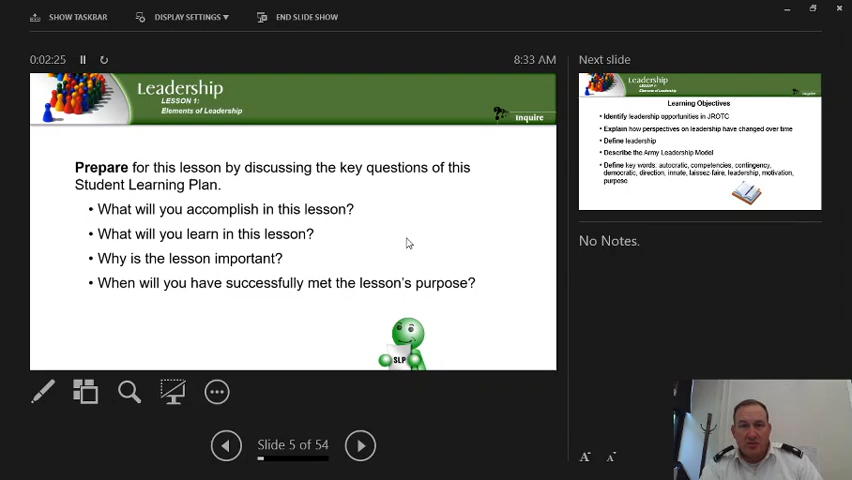 SHOW TASKBAR
DISPLAY SETTINGS
END SLIDE SHOW
0:02:25
8:33 AM
Leadership
LESSON 1:
Elements of Leadership
Inquire
Prepare for this lesson by discussing the key questions of this
Student Learning Plan.
• What will you accomplish in this lesson?
• What will you learn in this lesson?
• Why is the lesson important?
• When will you have successfully met the lesson's purpose?
SLP
Slide 5 of 54
Next slide
Leadership
LESSON 1:
Elements of Leadership
Inquire
Learning Objectives
• Identify leadership opportunities in JROTC
• Explain how perspectives on leadership have changed over time
• Define leadership
• Describe the Army Leadership Model
• Define key words: autocratic, competencies, contingency,
democratic, direction, innate, laissez-faire, leadership, motivation,
purpose
No Notes.
A A